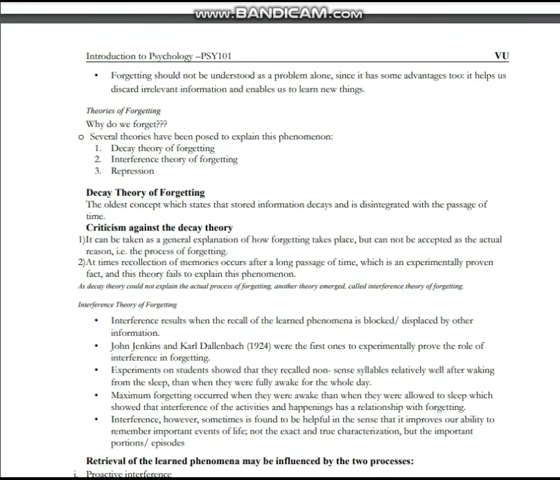 www.BANDICAM.com
Introduction to Psychology –PSY101 VU
• Forgetting should not be understood as a problem alone, since it has some advantages too: it helps us
discard irrelevant information and enables us to learn new things.
Theories of Forgetting
Why do we forget???
o Several theories have been posed to explain this phenomenon:
1. Decay theory of forgetting
2. Interference theory of forgetting
3. Repression
Decay Theory of Forgetting
The oldest concept which states that stored information decays and is disintegrated with the passage of
time.
Criticism against the decay theory
1)It can be taken as a general explanation of how forgetting takes place, but can not be accepted as the actual
reason, i.e. the process of forgetting.
2)At times recollection of memories occurs after a long passage of time, which is an experimentally proven
fact, and this theory fails to explain this phenomenon.
As decay theory could not explain the actual process of forgetting, another theory emerged, called interference theory of forgetting.
Interference Theory of Forgetting
• Interference results when the recall of the learned phenomena is blocked/ displaced by other
information.
• John Jenkins and Karl Dallenbach (1924) were the first ones to experimentally prove the role of
interference in forgetting.
• Experiments on students showed that they recalled non- sense syllables relatively well after waking
from the sleep, than when they were fully awake for the whole day.
• Maximum forgetting occurred when they were awake than when they were allowed to sleep which
showed that interference of the activities and happenings has a relationship with forgetting.
• Interference, however, sometimes is found to be helpful in the sense that it improves our ability to
remember important events of life; not the exact and true characterization, but the important
portions/ episodes
Retrieval of the learned phenomena may be influenced by the two processes:
i. Proactive interference